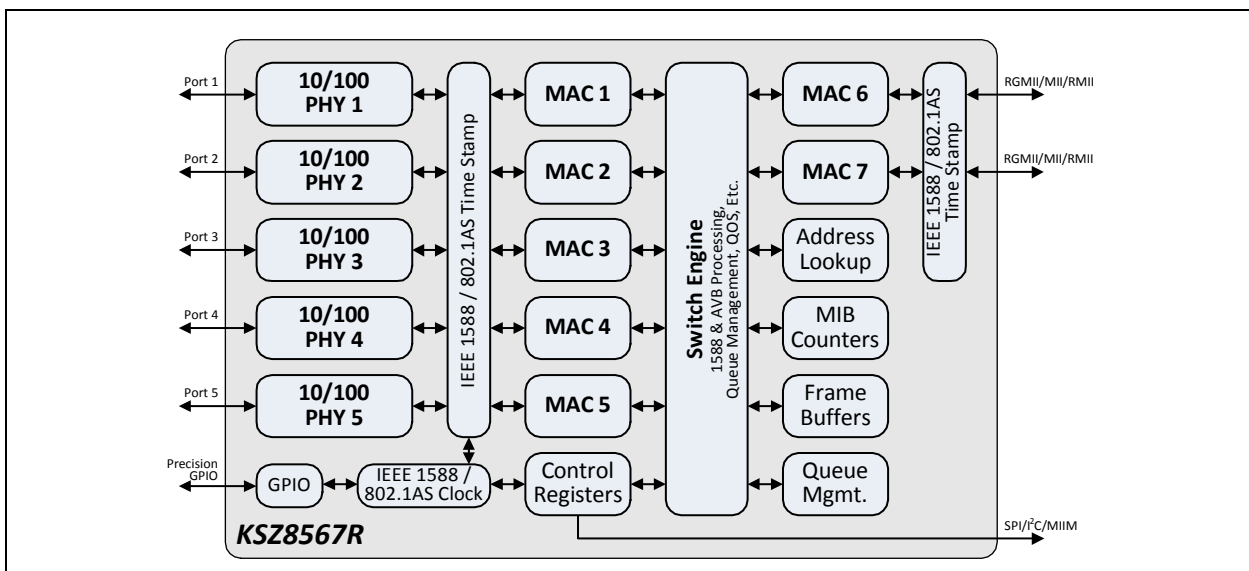 Port 1
10/100
PHY 1
MAC 1
MAC 6
RGMII/MII/RMII
Port 2
10/100
PHY 2
MAC 2
MAC 7
RGMII/MII/RMII
Port 3
10/100
PHY 3
MAC 3
Address
Lookup
Port 4
10/100
PHY 4
MAC 4
MIB
Counters
Port 5
10/100
PHY 5
MAC 5
Frame
Buffers
IEEE 1588 / 802.1AS Time Stamp
Switch Engine
1588 & AVB Processing,
Queue Management, QOS, Etc.
IEEE 1588 / 802.1AS
Time Stamp
Precision
GPIO
GPIO
IEEE 1588 /
802.1AS Clock
Control
Registers
Queue
Mgmt.
KSZ8567R
SPI/I²C/MIIM